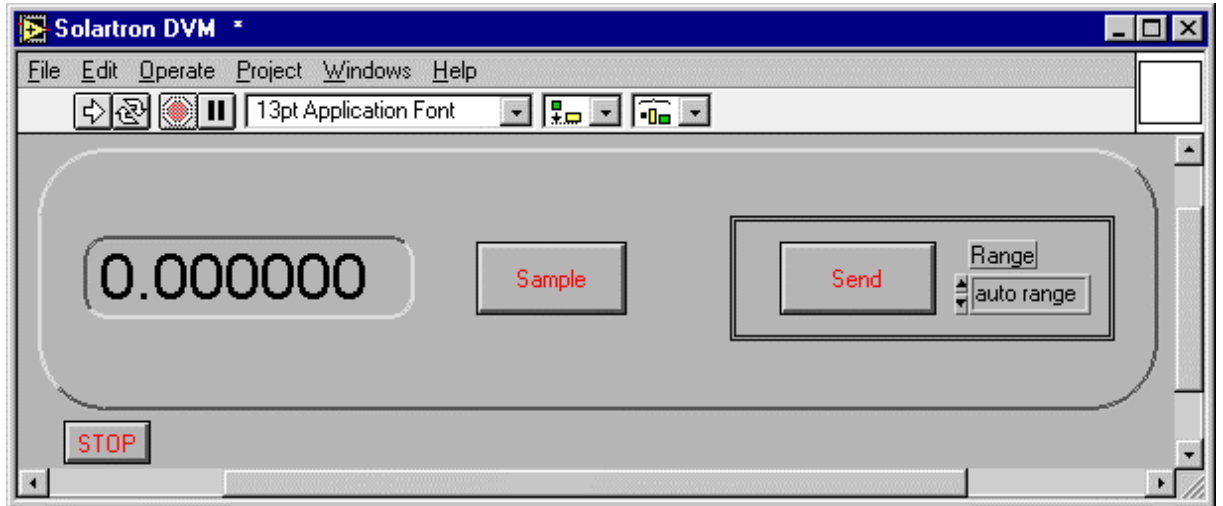 Solartron DVM *
File Edit Operate Project Windows Help
13pt Application Font
0.000000
Sample
Send
Range
auto range
STOP